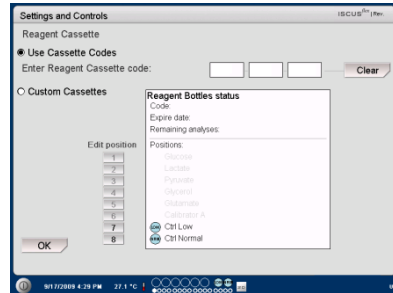 Settings and Controls
ISCUS
Reagent Cassette
Use Cassette Codes
Enter Reagent Cassette code:
Clear
Custom Cassettes
Reagent Bottles status
Code:
Expire date:
Remaining analyses:
Edit position
Positions:
1 Glucose
2 Lactate
3 Pyruvate
4 Glycerol
5 Glutamate
6 Calibrator A
7 Ctrl Low
8 Ctrl Normal
OK
9/17/2009 4:29 PM 27.1 °C